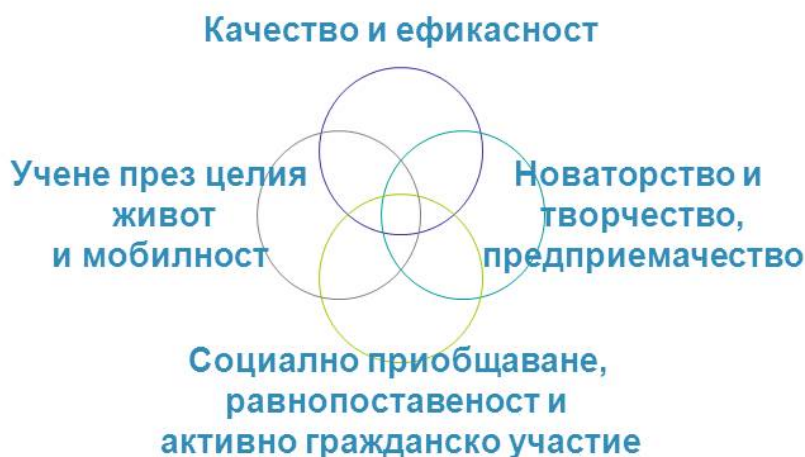 Качество и ефикасност
Учене през целия
живот
и мобилност
Новаторство и
творчество,
предприемачество
Социално приобщаване,
равнопоставеност и
активно гражданско участие